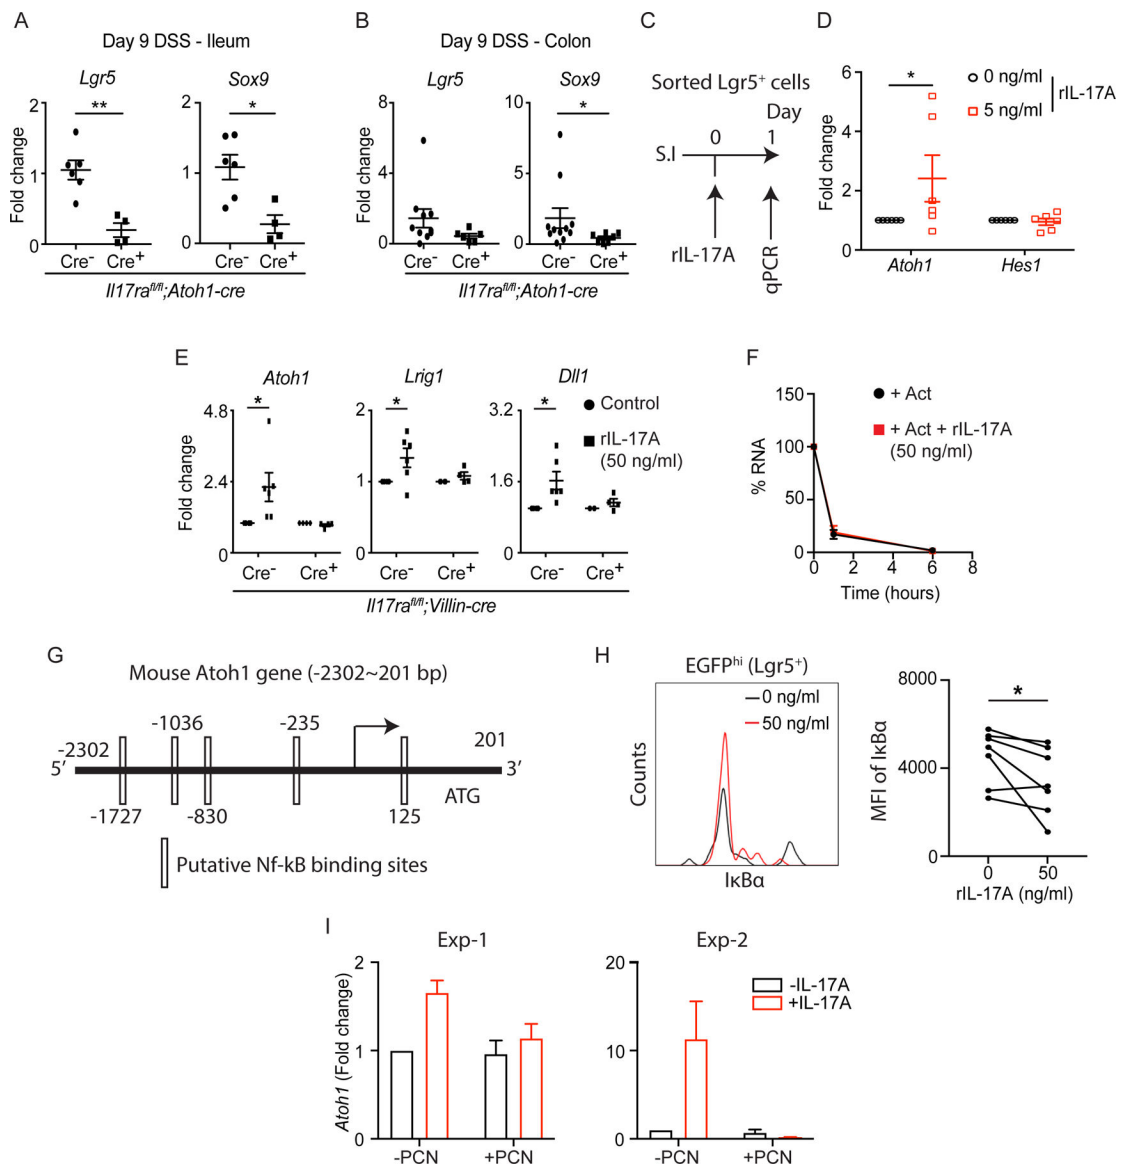 A
Day 9 DSS - Ileum
Lgr5
Sox9
Fold change
2
1
0
**
2
1
0
*
Cre-
Cre+
Cre-
Cre+
Il17rafl/fl;Atoh1-cre
B
Day 9 DSS - Colon
Lgr5
Sox9
Fold change
8
4
0
10
5
0
*
Cre-
Cre+
Cre-
Cre+
Il17rafl/fl;Atoh1-cre
C
Sorted Lgr5+ cells
Day
0
1
S.I
rIL-17A
qPCR
D
Fold change
6
4
2
0
*
0 ng/ml
5 ng/ml
rIL-17A
Atoh1
Hes1
E
Atoh1
Lrig1
Dll1
Fold change
4.8
2.4
0
*
2
1
0
*
3.2
1.6
0
*
Control
rIL-17A
(50 ng/ml)
Cre-
Cre+
Cre-
Cre+
Cre-
Cre+
Il17rafl/fl;Villin-cre
F
% RNA
150
100
50
0
+ Act
+ Act + rIL-17A
(50 ng/ml)
0
2
4
6
8
Time (hours)
G
Mouse Atoh1 gene (-2302~201 bp)
-1036
-235
-2302
201
5′
3′
ATG
-1727
-830
125
Putative Nf-kB binding sites
H
EGFPhi (Lgr5+)
0 ng/ml
50 ng/ml
Counts
IκBα
MFI of IκBα
8000
4000
0
*
0
50
rIL-17A (ng/ml)
I
Exp-1
Exp-2
Atoh1 (Fold change)
2
1
0
-PCN
+PCN
20
10
0
-PCN
+PCN
-IL-17A
+IL-17A